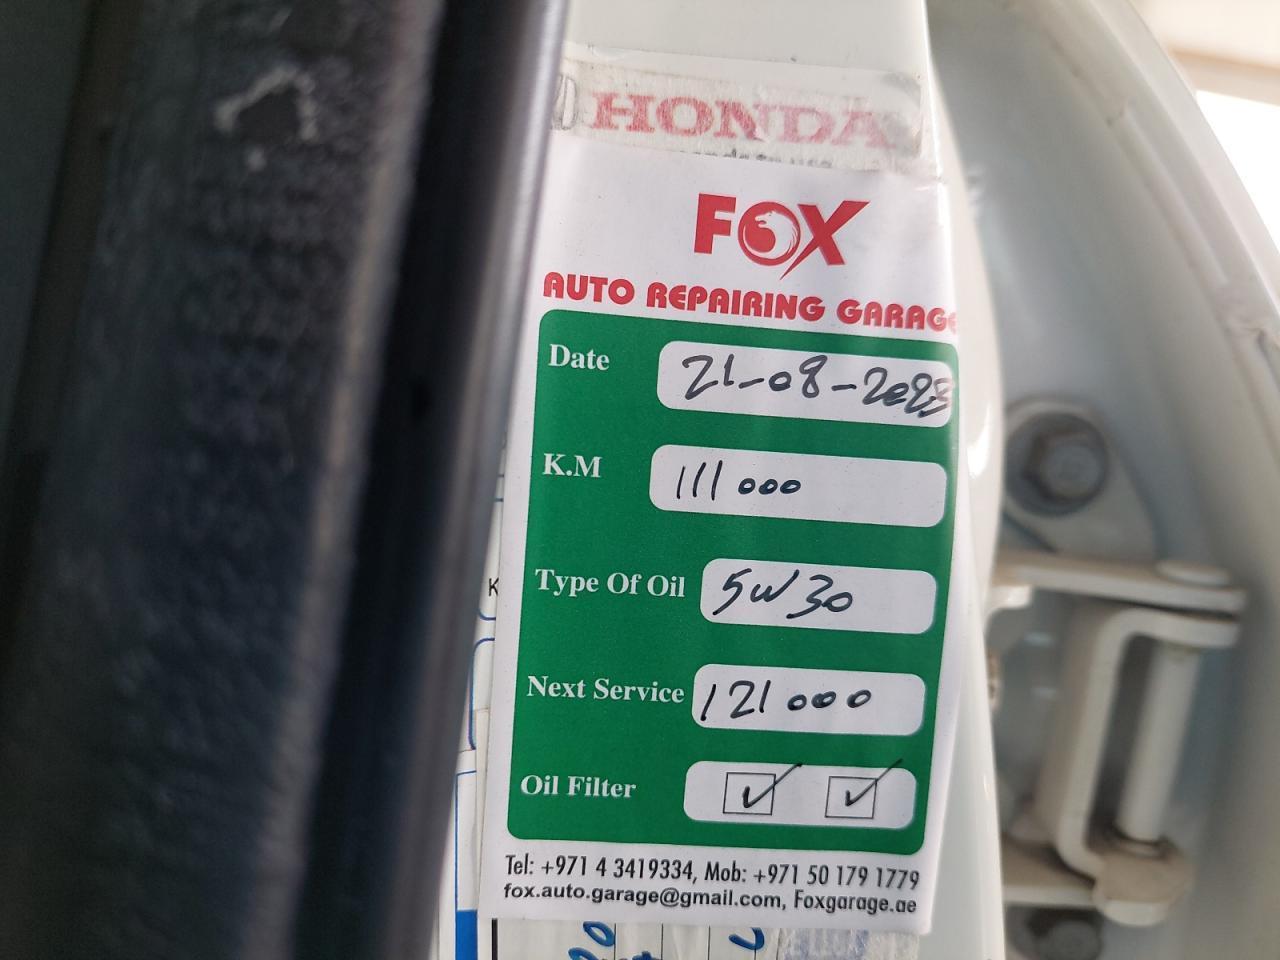 HONDA
FOX
AUTO REPAIRING GARAGE
Date 21-08-2023
K.M 111000
Type Of Oil 5W30
Next Service 121000
Oil Filter
Tel: +971 4 3419334, Mob: +971 50 179 1779
fox.auto.garage@gmail.com, Foxgarage.ae
K
20